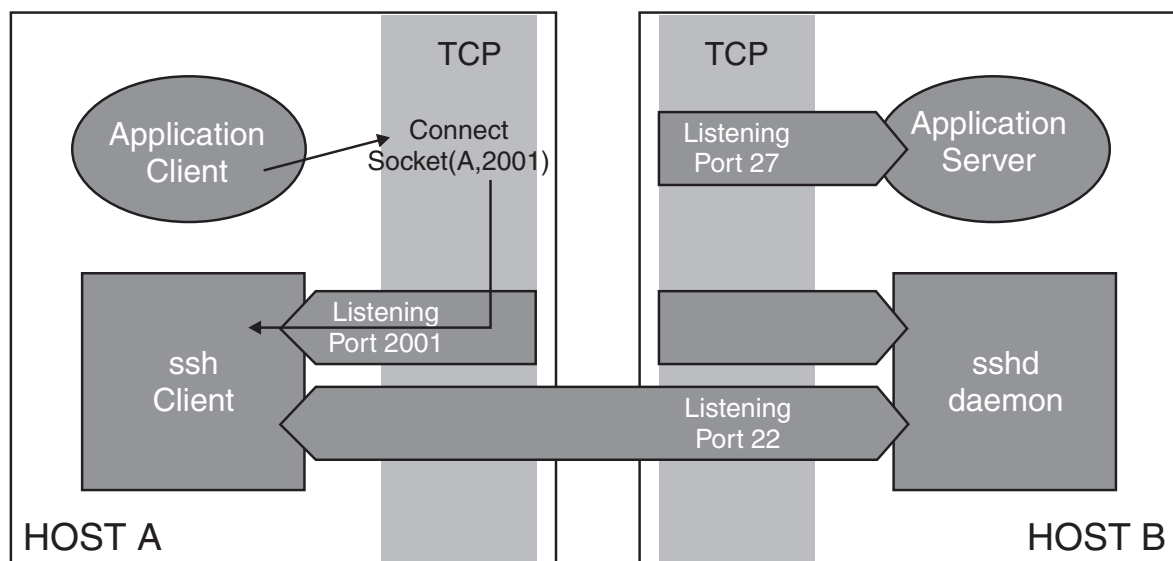 TCP
Application
Client
Connect
Socket(A,2001)
Listening
Port 2001
ssh
Client
HOST A
TCP
Listening
Port 27
Application
Server
Listening
Port 22
sshd
daemon
HOST B